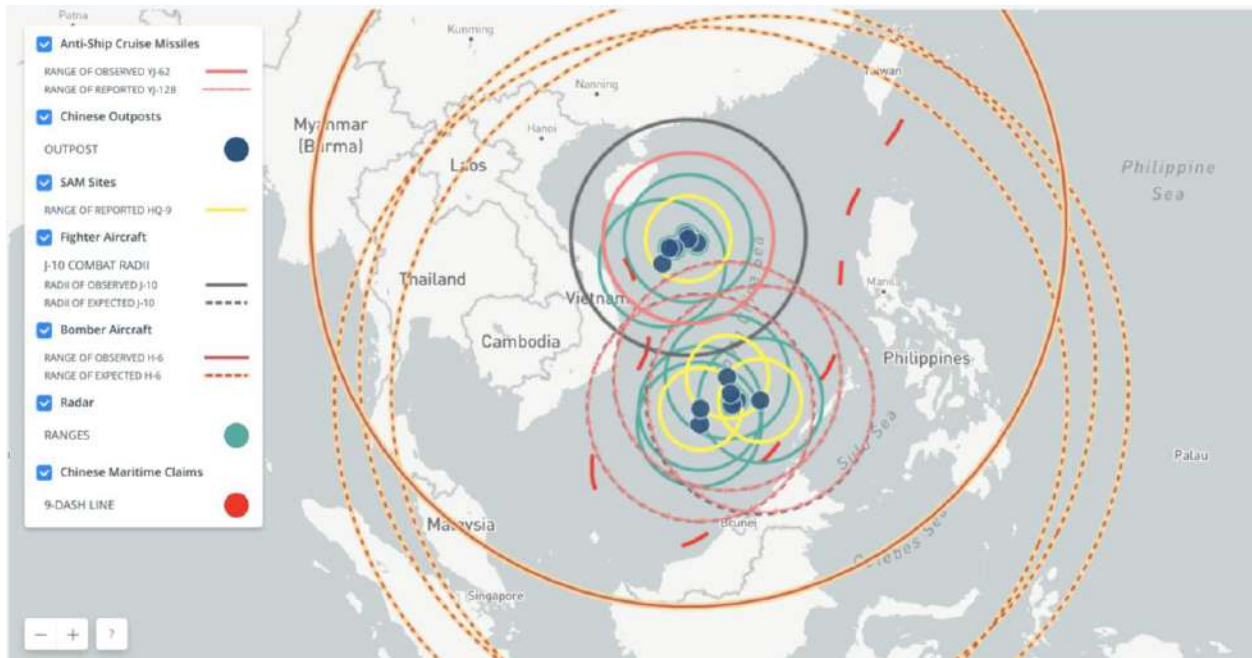 Anti-Ship Cruise Missiles
RANGE OF OBSERVED YJ-62
RANGE OF REPORTED YJ-12B
Chinese Outposts
OUTPOST
SAM Sites
RANGE OF REPORTED HQ-9
Fighter Aircraft
J-10 COMBAT RADII
RADII OF OBSERVED J-10
RADII OF EXPECTED J-10
Bomber Aircraft
RANGE OF OBSERVED H-6
RANGE OF EXPECTED H-6
Radar
RANGES
Chinese Maritime Claims
9-DASH LINE
− + ?
Patna
Kunming
Taiwan
Nanning
Myanmar
(Burma)
Hanoi
Laos
Philippine
Sea
Thailand
Vietnam
Manila
Cambodia
Philippines
Sulu Sea
Palau
Malaysia
Brunei
Celebes Sea
Singapore